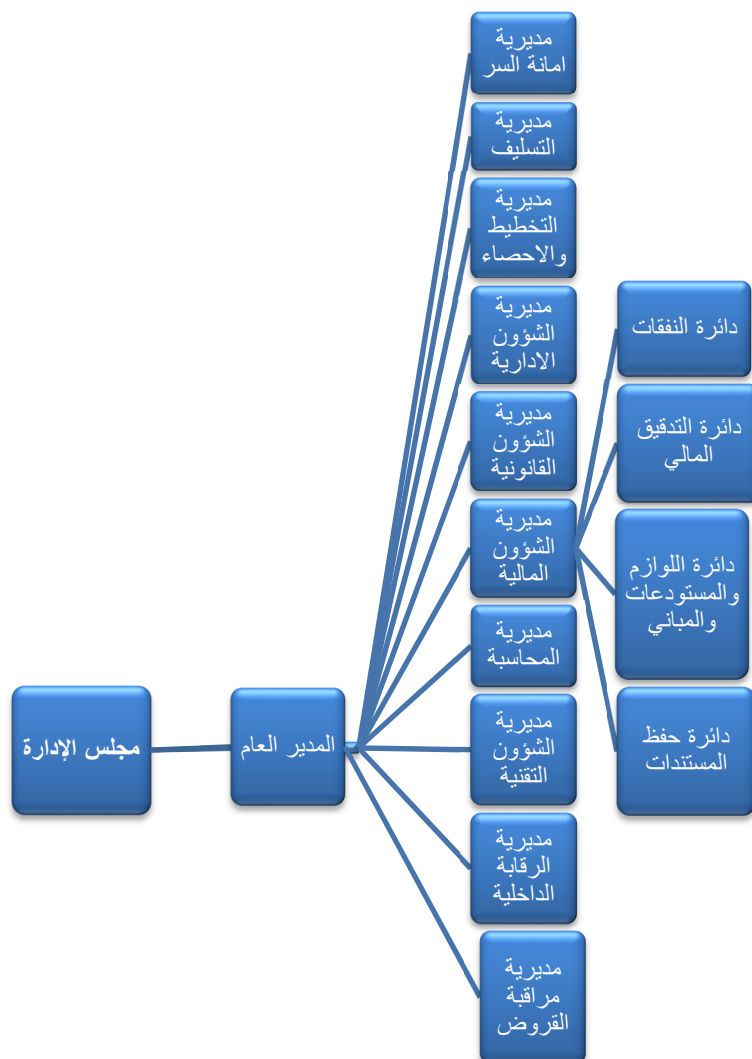 مديرية
امانة السر
مديرية
التسليف
مديرية
التخطيط
والاحصاء
مديرية
الشؤون
الادارية
مديرية
الشؤون
القانونية
مديرية
الشؤون
المالية
مديرية
المحاسبة
مديرية
الشؤون
التقنية
مديرية
الرقابة
الداخلية
مديرية
مراقبة
القروض
دائرة النفقات
دائرة التدقيق
المالي
دائرة اللوازم
والمستودعات
والمباني
دائرة حفظ
المستندات
المدير العام
مجلس الإدارة